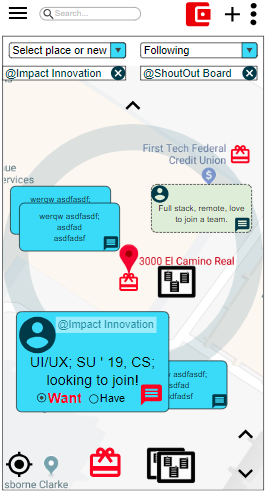 Search...
Select place or new
Following
@Impact Innovation
@ShoutOut Board
First Tech Federal
Credit Union
ue
ervices
werqw asdfasdf;
werqw asdfasdf;
asdfad
asdfadsf
Full stack, remote, love
to join a team.
3000 El Camino Real
@Impact Innovation
UI/UX; SU ' 19, CS;
looking to join!
Want Have
asdfasdf;
asdfad
asdfadsf
sborne Clarke